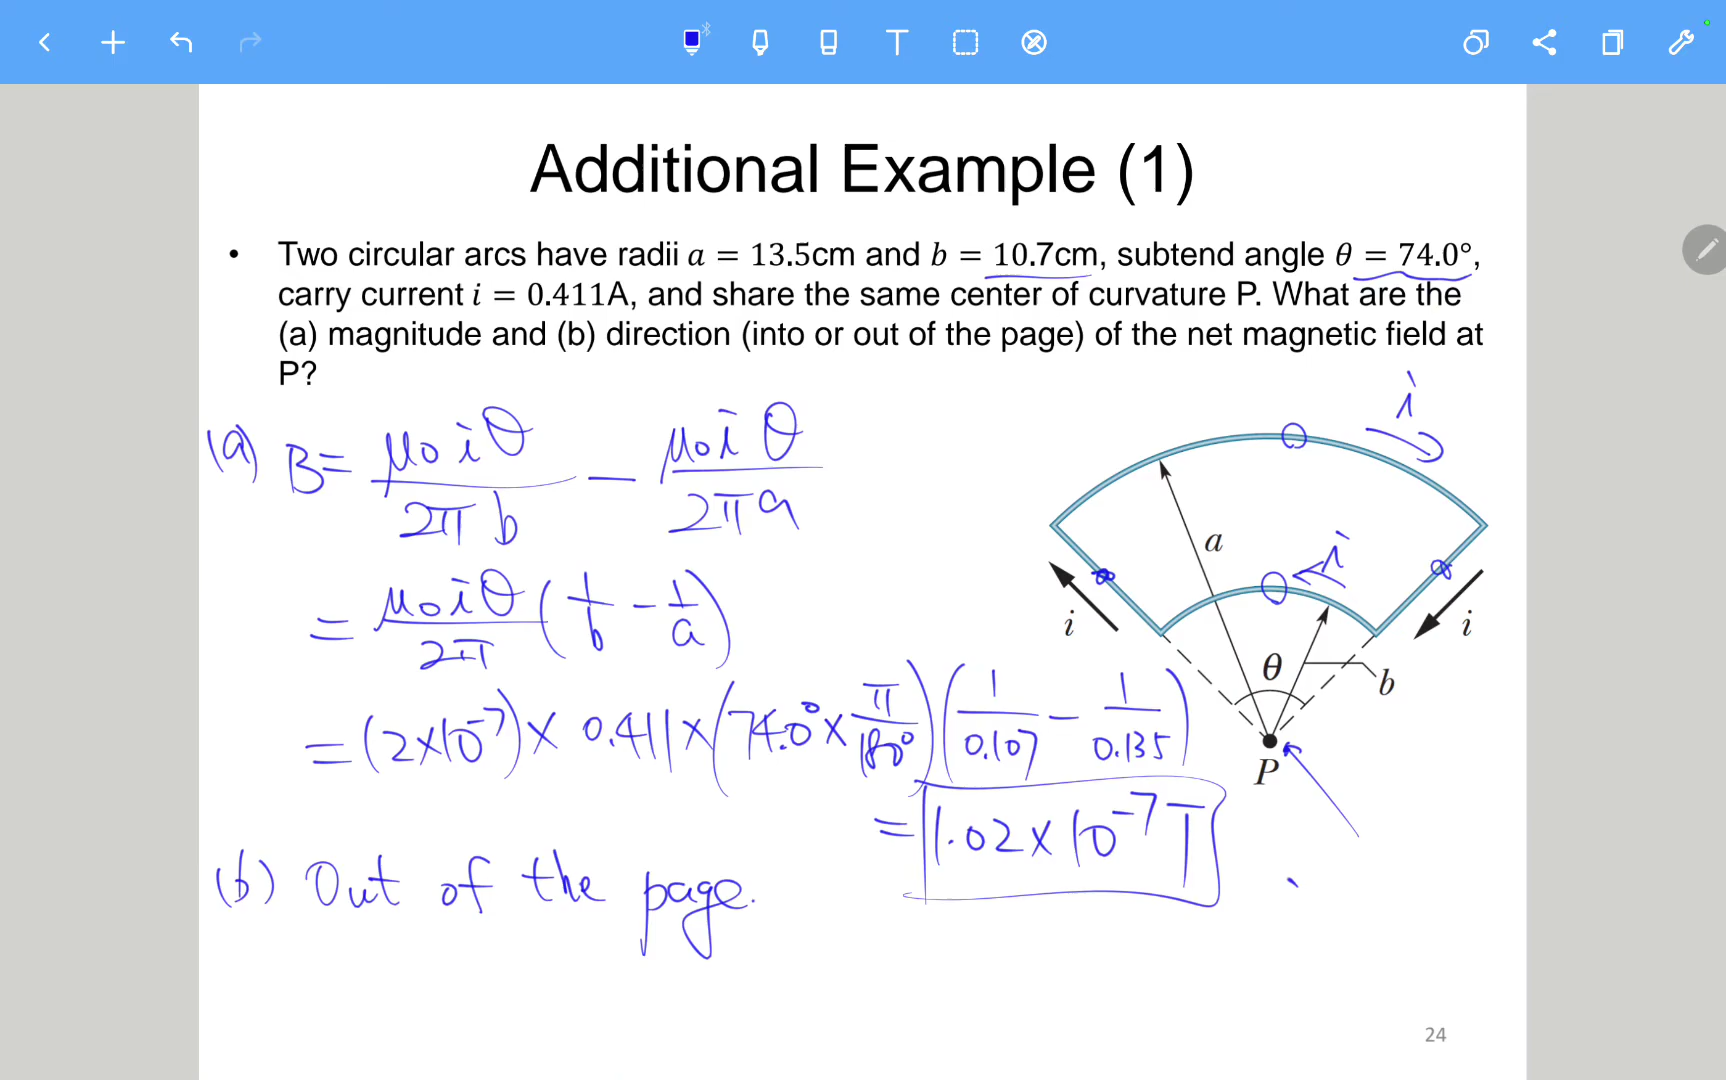 Additional Example (1)
• Two circular arcs have radii a = 13.5cm and b = 10.7cm, subtend angle θ = 74.0°,
carry current i = 0.411A, and share the same center of curvature P. What are the
(a) magnitude and (b) direction (into or out of the page) of the net magnetic field at
P?
(a) B = μ₀iθ / 2πb − μ₀iθ / 2πa
= μ₀iθ / 2π (1/b − 1/a)
= (2×10⁻⁷) × 0.411 × (74.0° × π/180°) (1/0.107 − 1/0.135)
= 1.02 × 10⁻⁷ T
(b) Out of the page.
i
a
i
i
i
θ
b
P
24